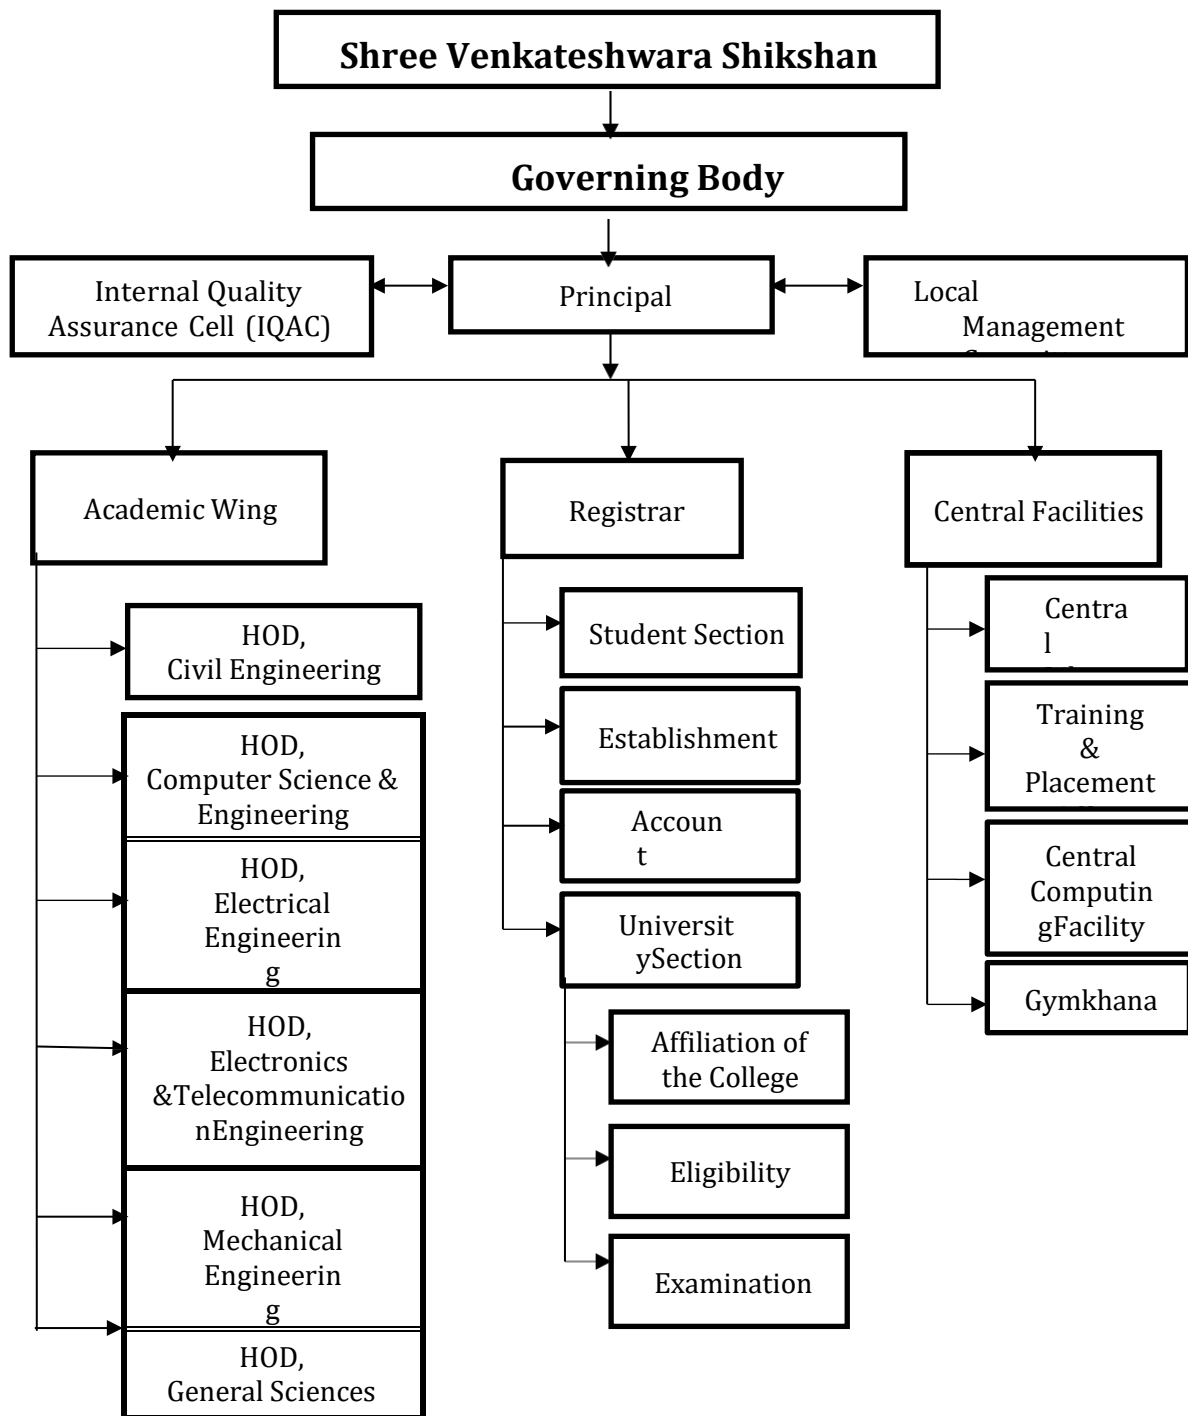 Shree Venkateshwara Shikshan
Governing Body
Internal Quality
Assurance Cell (IQAC)
Principal
Local
Management
Academic Wing
Registrar
Central Facilities
HOD,
Civil Engineering
HOD,
Computer Science &
Engineering
HOD,
Electrical
Engineerin
g
HOD,
Electronics
&Telecommunicatio
nEngineering
HOD,
Mechanical
Engineerin
g
HOD,
General Sciences
Student Section
Establishment
Accoun
t
Universit
ySection
Affiliation of
the College
Eligibility
Examination
Centra
l
Training
&
Placement
Central
Computin
gFacility
Gymkhana